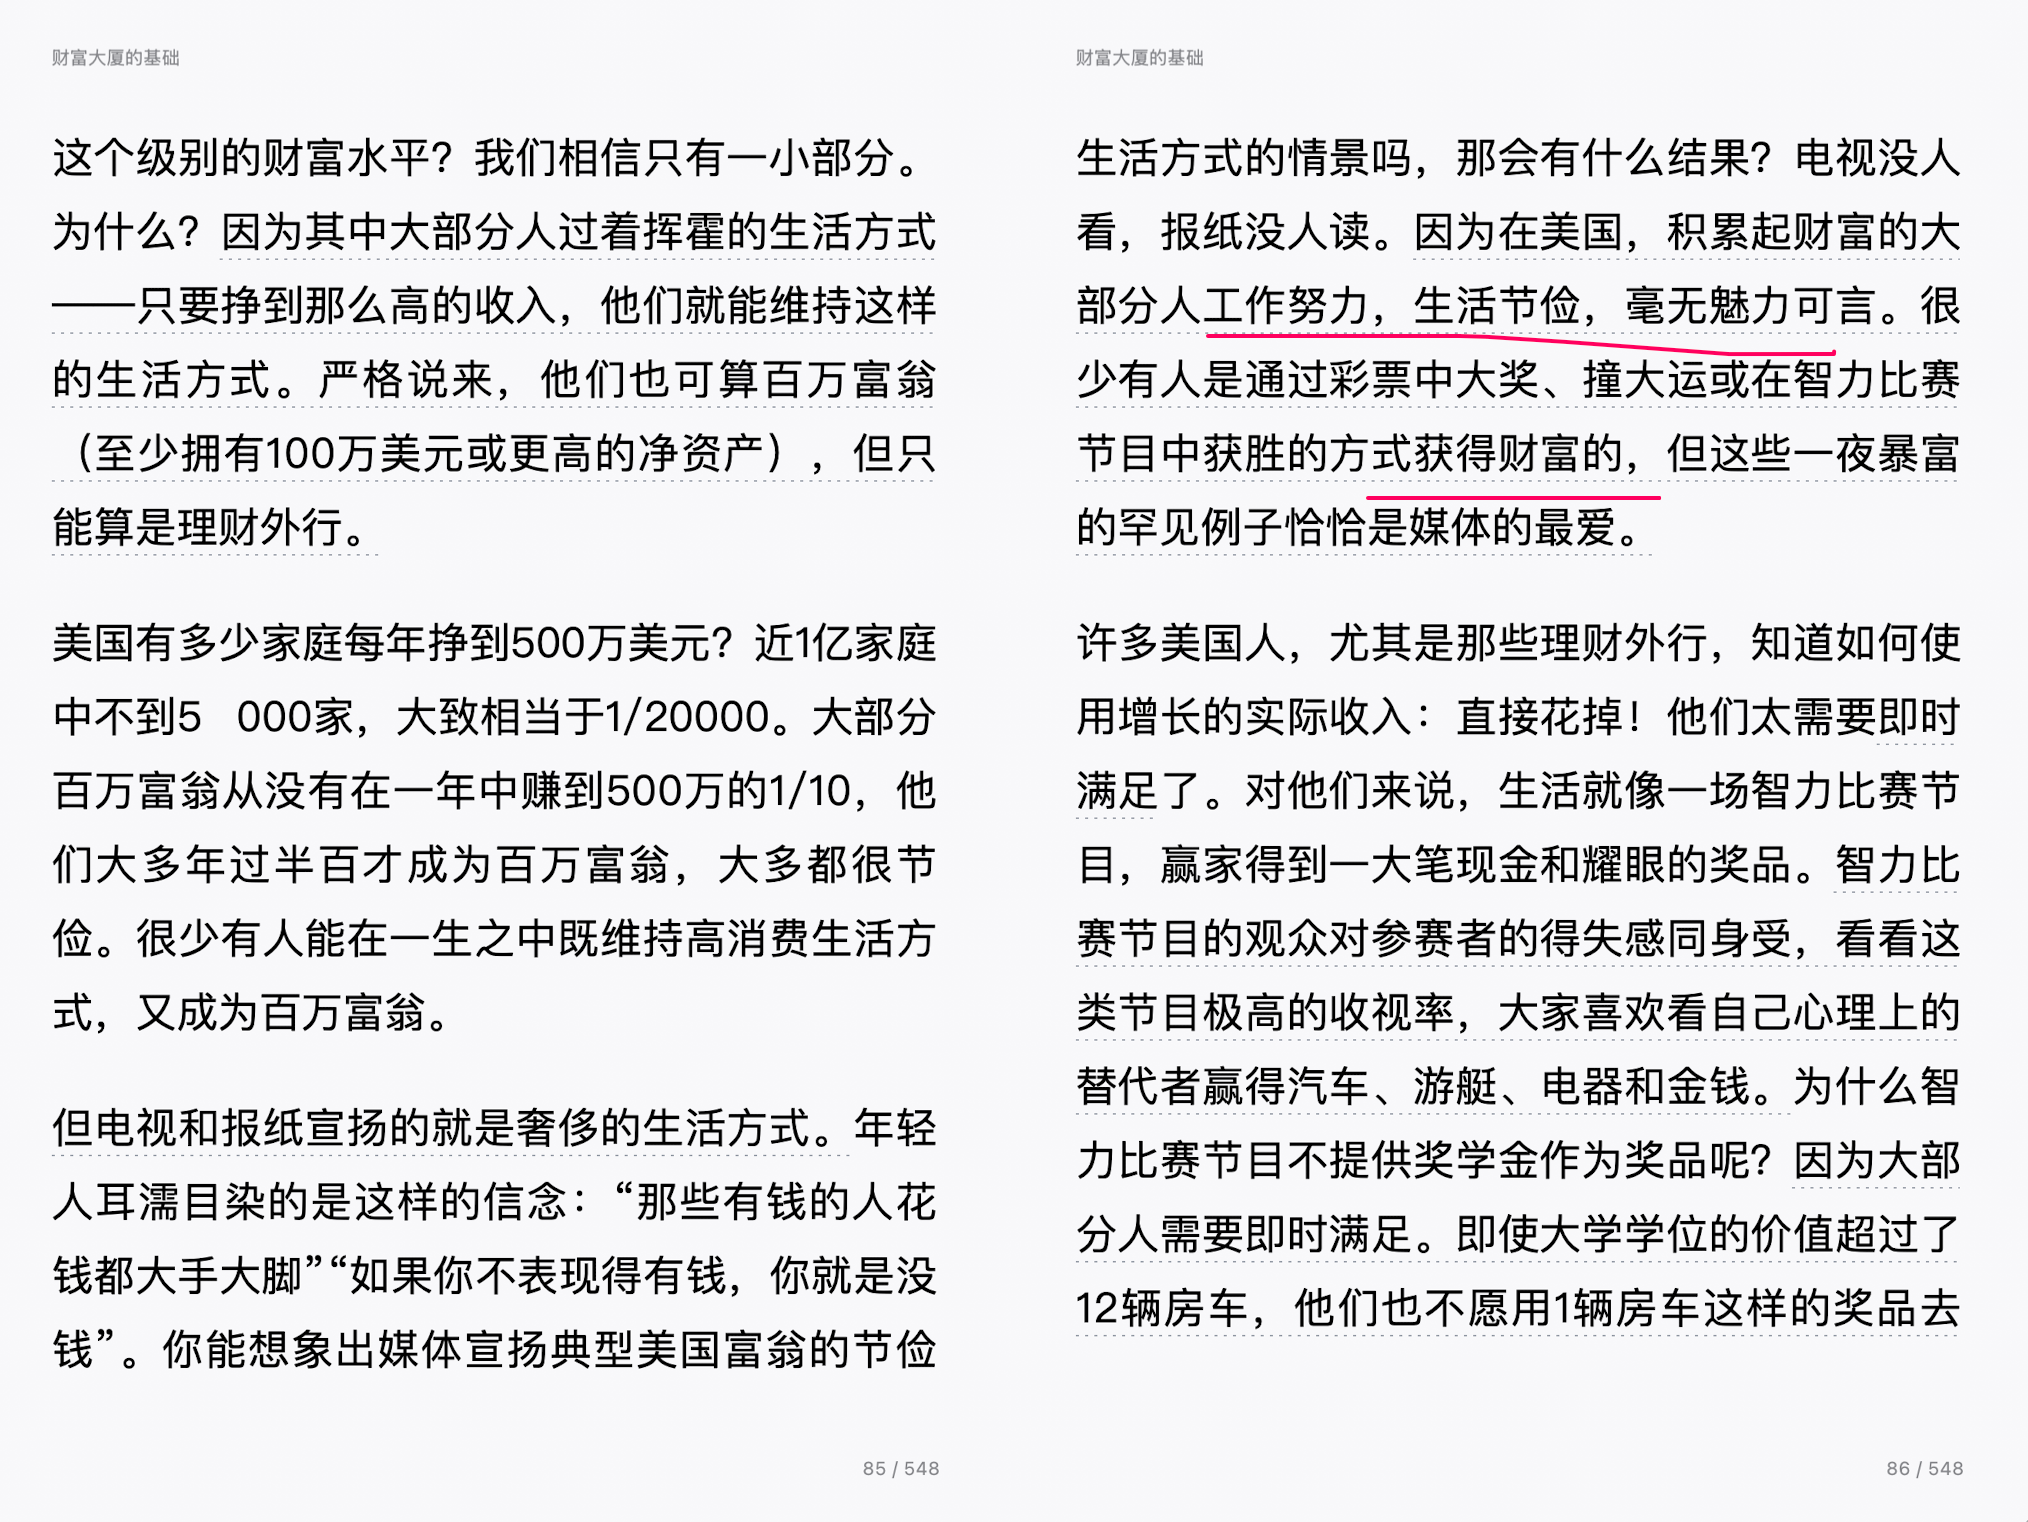 财富大厦的基础
这个级别的财富水平？我们相信只有一小部分。
为什么？因为其中大部分人过着挥霍的生活方式
——只要挣到那么高的收入，他们就能维持这样
的生活方式。严格说来，他们也可算百万富翁
（至少拥有100万美元或更高的净资产），但只
能算是理财外行。
美国有多少家庭每年挣到500万美元？近1亿家庭
中不到5 000家，大致相当于1/20000。大部分
百万富翁从没有在一年中赚到500万的1/10，他
们大多年过半百才成为百万富翁，大多都很节
俭。很少有人能在一生之中既维持高消费生活方
式，又成为百万富翁。
但电视和报纸宣扬的就是奢侈的生活方式。年轻
人耳濡目染的是这样的信念：“那些有钱的人花
钱都大手大脚”“如果你不表现得有钱，你就是没
钱”。你能想象出媒体宣扬典型美国富翁的节俭
85 / 548
财富大厦的基础
生活方式的情景吗，那会有什么结果？电视没人
看，报纸没人读。因为在美国，积累起财富的大
部分人工作努力，生活节俭，毫无魅力可言。很
少有人是通过彩票中大奖、撞大运或在智力比赛
节目中获胜的方式获得财富的，但这些一夜暴富
的罕见例子恰恰是媒体的最爱。
许多美国人，尤其是那些理财外行，知道如何使
用增长的实际收入：直接花掉！他们太需要即时
满足了。对他们来说，生活就像一场智力比赛节
目，赢家得到一大笔现金和耀眼的奖品。智力比
赛节目的观众对参赛者的得失感同身受，看看这
类节目极高的收视率，大家喜欢看自己心理上的
替代者赢得汽车、游艇、电器和金钱。为什么智
力比赛节目不提供奖学金作为奖品呢？因为大部
分人需要即时满足。即使大学学位的价值超过了
12辆房车，他们也不愿用1辆房车这样的奖品去
86 / 548